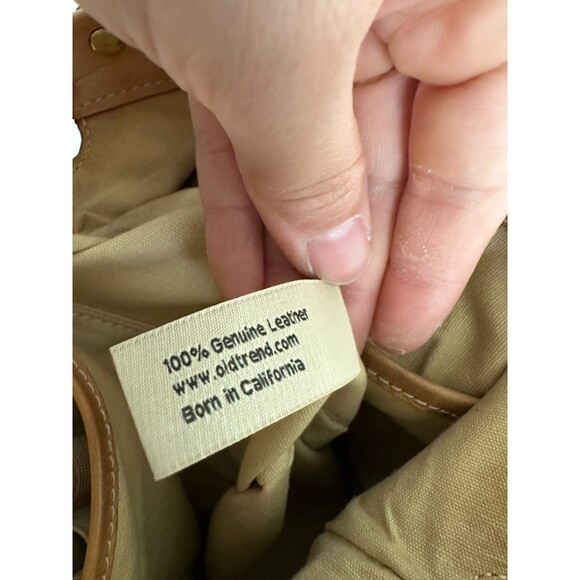 100% Genuine Leather
www.oldtrend.com
Born in California